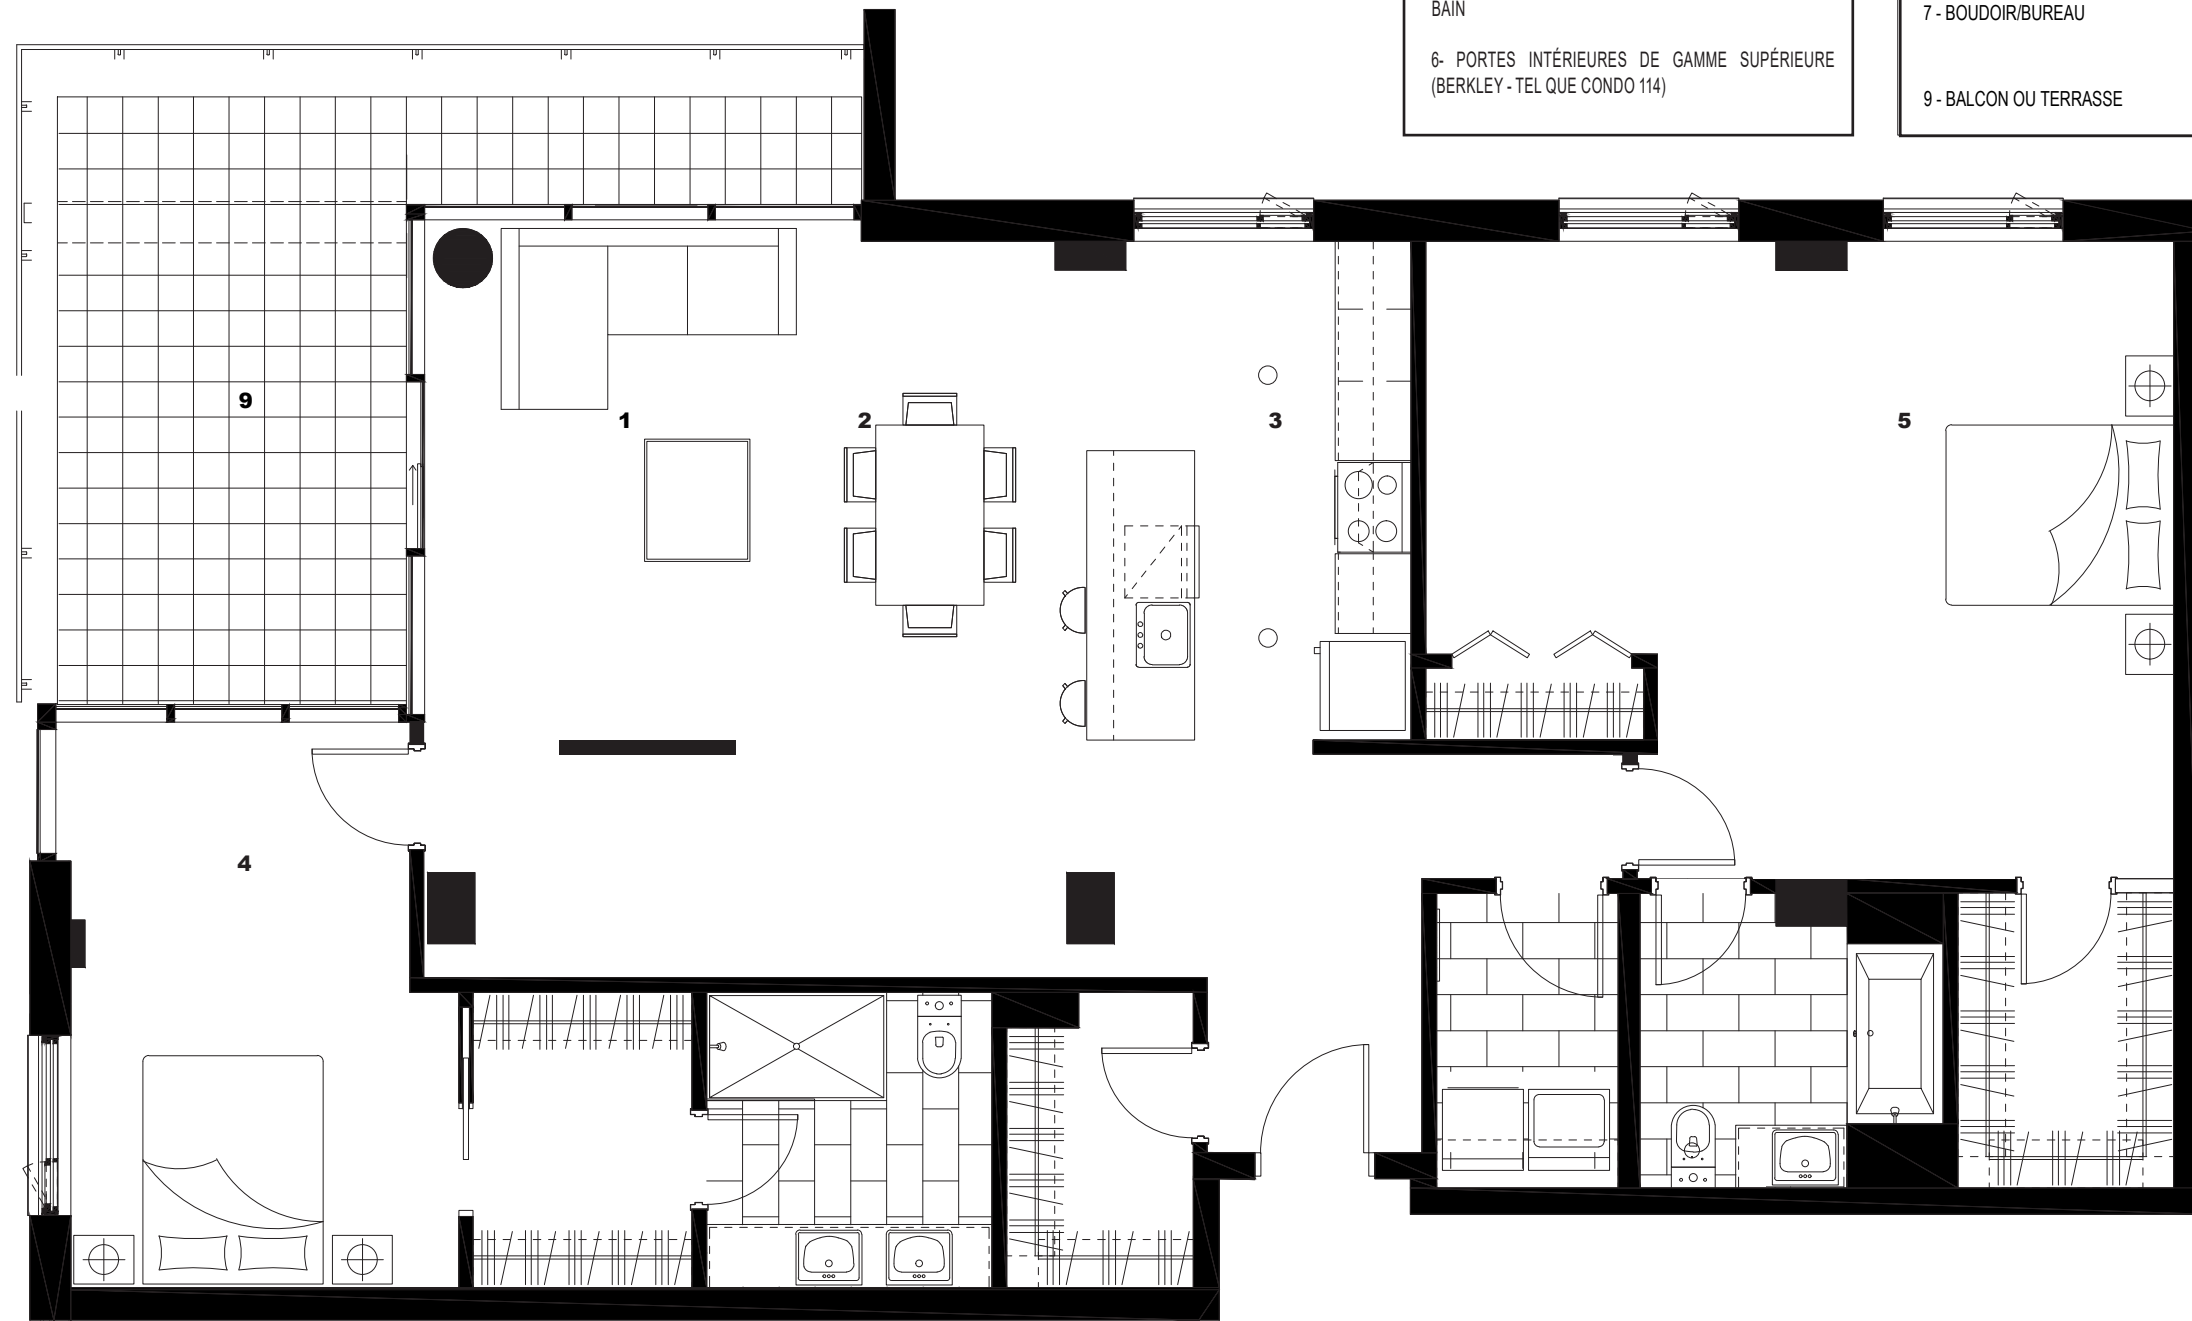 BAIN
6- PORTES INTÉRIEURES DE GAMME SUPÉRIEURE
(BERKLEY - TEL QUE CONDO 114)
7 - BOUDOIR/BUREAU
9 - BALCON OU TERRASSE
9
1
2
3
5
4